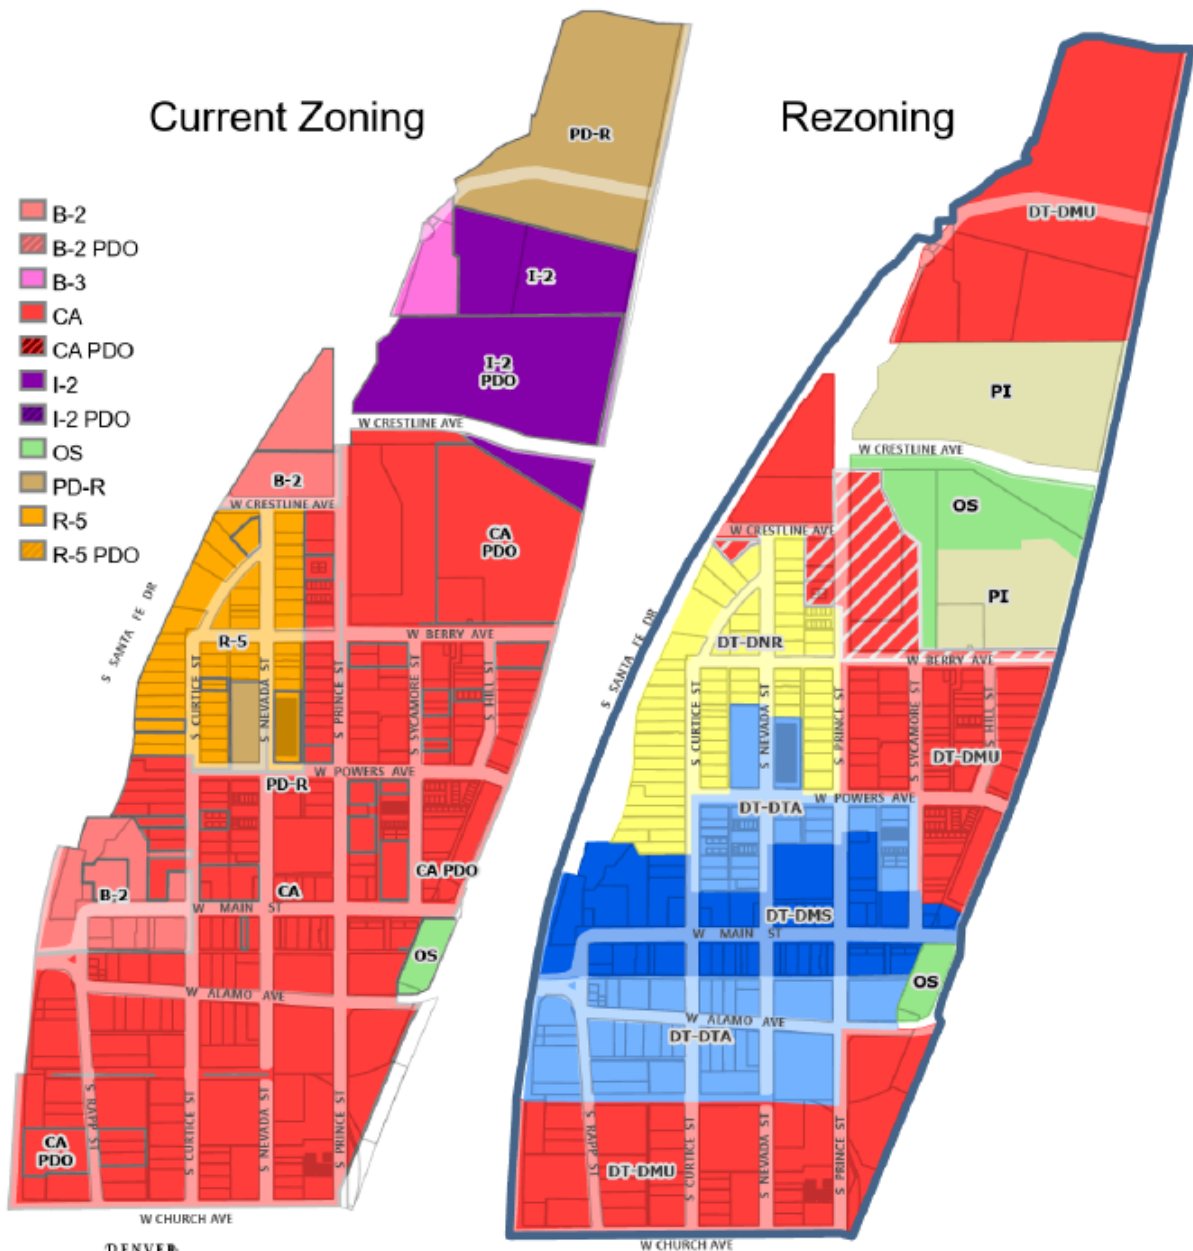 Current Zoning
Rezoning
B-2
B-2 PDO
B-3
CA
CA PDO
I-2
I-2 PDO
OS
PD-R
R-5
R-5 PDO
PD-R
I-2
I-2
PDO
W CRESTLINE AVE
B-2
W CRESTLINE AVE
CA
PDO
S SANTA FE DR
W BERRY AVE
R-5
S CURTICE ST
S NEVADA ST
S PRINCE ST
S SYCAMORE ST
S HILL ST
W POWERS AVE
PD-R
CA PDO
B-2
CA
W MAIN ST
OS
W ALAMO AVE
S RAPP ST
S CURTICE ST
S NEVADA ST
S PRINCE ST
CA
PDO
W CHURCH AVE
DENVER
DT-DMU
PI
W CRESTLINE AVE
OS
W CRESTLINE AVE
PI
S SANTA FE DR
DT-DNR
W BERRY AVE
S CURTICE ST
S NEVADA ST
S PRINCE ST
S SYCAMORE ST
S HILL ST
DT-DMU
W POWERS AVE
DT-DTA
DT-DMS
W MAIN ST
OS
W ALAMO AVE
DT-DTA
S RAPP ST
S CURTICE ST
S NEVADA ST
S PRINCE ST
DT-DMU
W CHURCH AVE